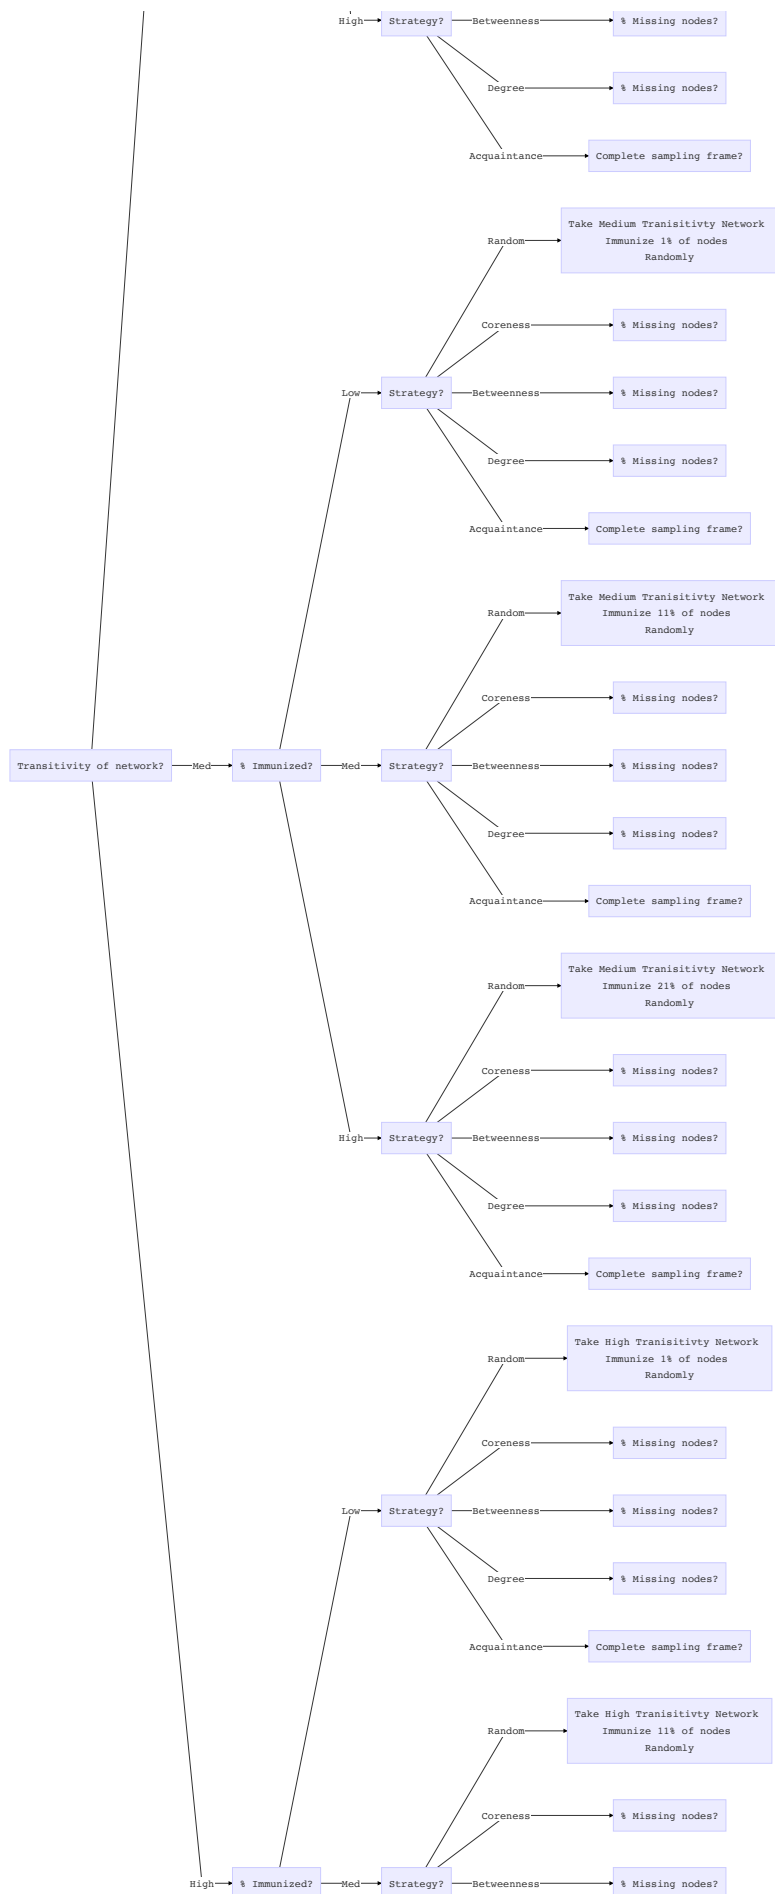 High
Strategy?
Betweenness
% Missing nodes?
Degree
% Missing nodes?
Acquaintance
Complete sampling frame?
Random
Take Medium Tranisitivty Network
Immunize 1% of nodes
Randomly
Coreness
% Missing nodes?
Low
Strategy?
Betweenness
% Missing nodes?
Degree
% Missing nodes?
Acquaintance
Complete sampling frame?
Random
Take Medium Tranisitivty Network
Immunize 11% of nodes
Randomly
Coreness
% Missing nodes?
Transitivity of network?
Med
% Immunized?
Med
Strategy?
Betweenness
% Missing nodes?
Degree
% Missing nodes?
Acquaintance
Complete sampling frame?
Random
Take Medium Tranisitivty Network
Immunize 21% of nodes
Randomly
Coreness
% Missing nodes?
High
Strategy?
Betweenness
% Missing nodes?
Degree
% Missing nodes?
Acquaintance
Complete sampling frame?
Random
Take High Tranisitivty Network
Immunize 1% of nodes
Randomly
Coreness
% Missing nodes?
Low
Strategy?
Betweenness
% Missing nodes?
Degree
% Missing nodes?
Acquaintance
Complete sampling frame?
Random
Take High Tranisitivty Network
Immunize 11% of nodes
Randomly
Coreness
% Missing nodes?
High
% Immunized?
Med
Strategy?
Betweenness
% Missing nodes?